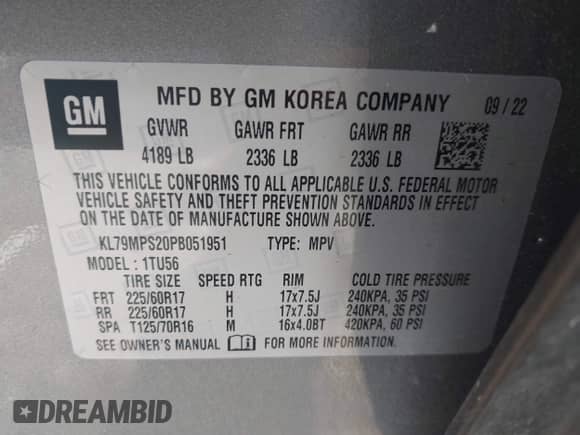 GM
MFD BY GM KOREA COMPANY 09/22
GVWR GAWR FRT GAWR RR
4189 LB 2336 LB 2336 LB
THIS VEHICLE CONFORMS TO ALL APPLICABLE U.S. FEDERAL MOTOR
VEHICLE SAFETY AND THEFT PREVENTION STANDARDS IN EFFECT
ON THE DATE OF MANUFACTURE SHOWN ABOVE.
KL79MPS20PB051951 TYPE: MPV
MODEL: 1TU56
TIRE SIZE SPEED RTG RIM COLD TIRE PRESSURE
FRT 225/60R17 H 17x7.5J 240KPA, 35 PSI
RR 225/60R17 H 17x7.5J 240KPA, 35 PSI
SPA T125/70R16 M 16x4.0BT 420KPA, 60 PSI
SEE OWNER'S MANUAL FOR MORE INFORMATION
DREAMBID